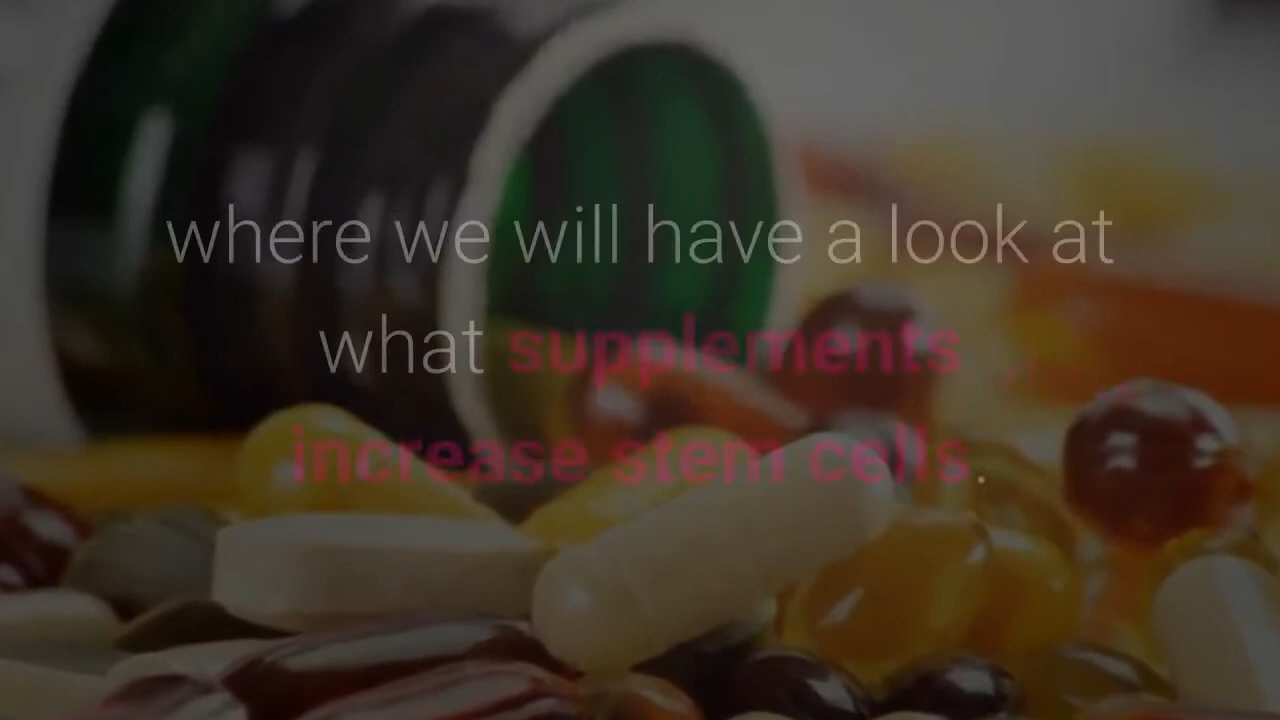 where we will have a look at
what supplements
increase stem cells.